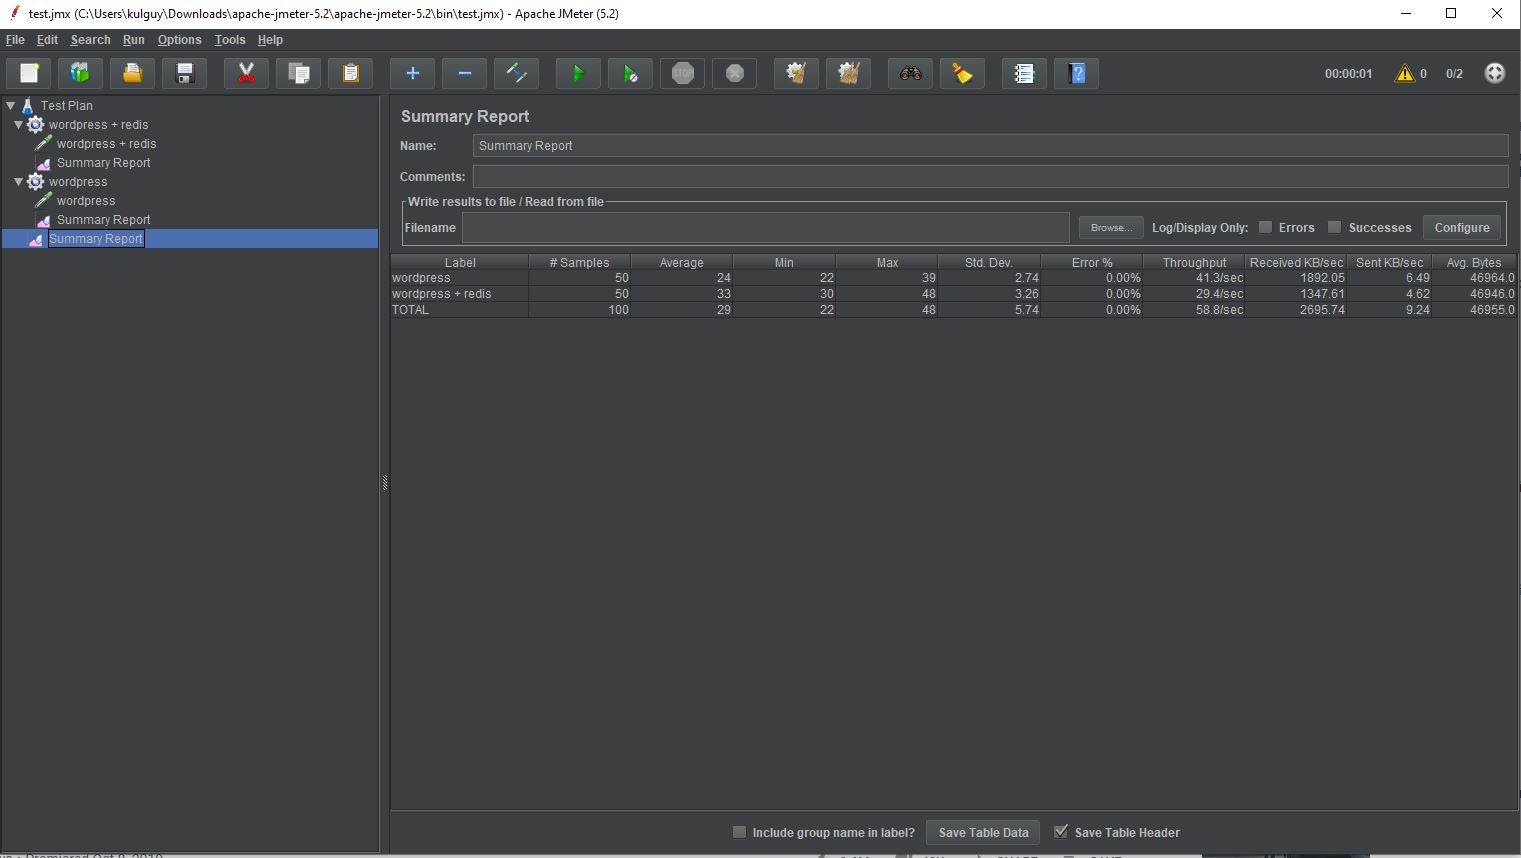 test.jmx (C:\Users\kulguy\Downloads\apache-jmeter-5.2\apache-jmeter-5.2\bin\test.jmx) - Apache JMeter (5.2)
File Edit Search Run Options Tools Help
STOP
00:00:01 0 0/2
Test Plan
wordpress + redis
wordpress + redis
Summary Report
wordpress
wordpress
Summary Report
Summary Report
Summary Report
Name: Summary Report
Comments:
Write results to file / Read from file
Filename Browse... Log/Display Only: Errors Successes Configure
Label # Samples Average Min Max Std. Dev. Error % Throughput Received KB/sec Sent KB/sec Avg. Bytes
wordpress 50 24 22 39 2.74 0.00% 41.3/sec 1892.05 6.49 46964.0
wordpress + redis 50 33 30 48 3.26 0.00% 29.4/sec 1347.61 4.62 46946.0
TOTAL 100 29 22 48 5.74 0.00% 58.8/sec 2695.74 9.24 46955.0
Include group name in label? Save Table Data Save Table Header